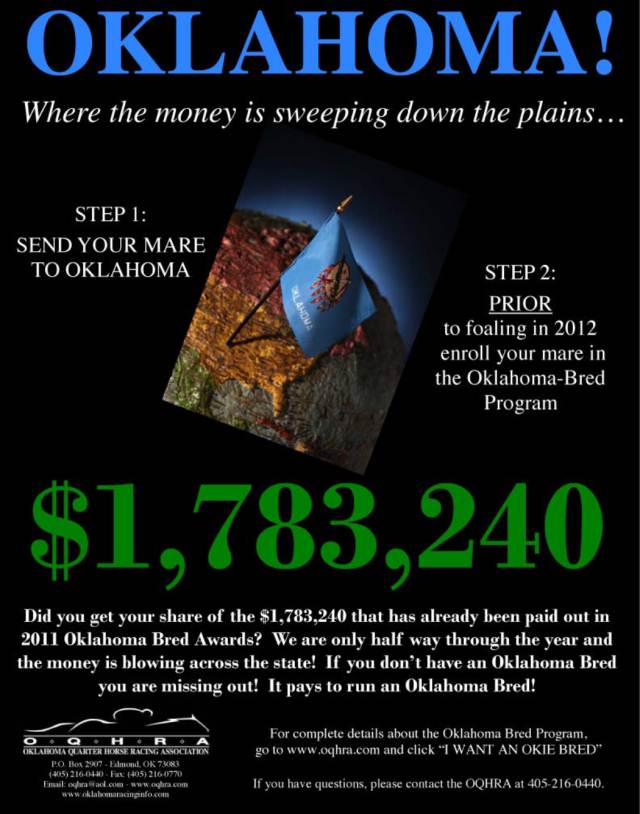 OKLAHOMA!
Where the money is sweeping down the plains...
STEP 1:
SEND YOUR MARE
TO OKLAHOMA
OKLAHOMA
STEP 2:
PRIOR
to foaling in 2012
enroll your mare in
the Oklahoma-Bred
Program
$1,783,240
Did you get your share of the $1,783,240 that has already been paid out in
2011 Oklahoma Bred Awards? We are only half way through the year and
the money is blowing across the state! If you don't have an Oklahoma Bred
you are missing out! It pays to run an Oklahoma Bred!
O Q H R A
OKLAHOMA QUARTER HORSE RACING ASSOCIATION
P.O. Box 2907 - Edmond, OK 73083
(405) 216-0440 - Fax: (405) 216-0770
Email: oqhra@aol.com - www.oqhra.com
www.oklahomaracinginfo.com
For complete details about the Oklahoma Bred Program,
go to www.oqhra.com and click “I WANT AN OKIE BRED”
If you have questions, please contact the OQHRA at 405-216-0440.